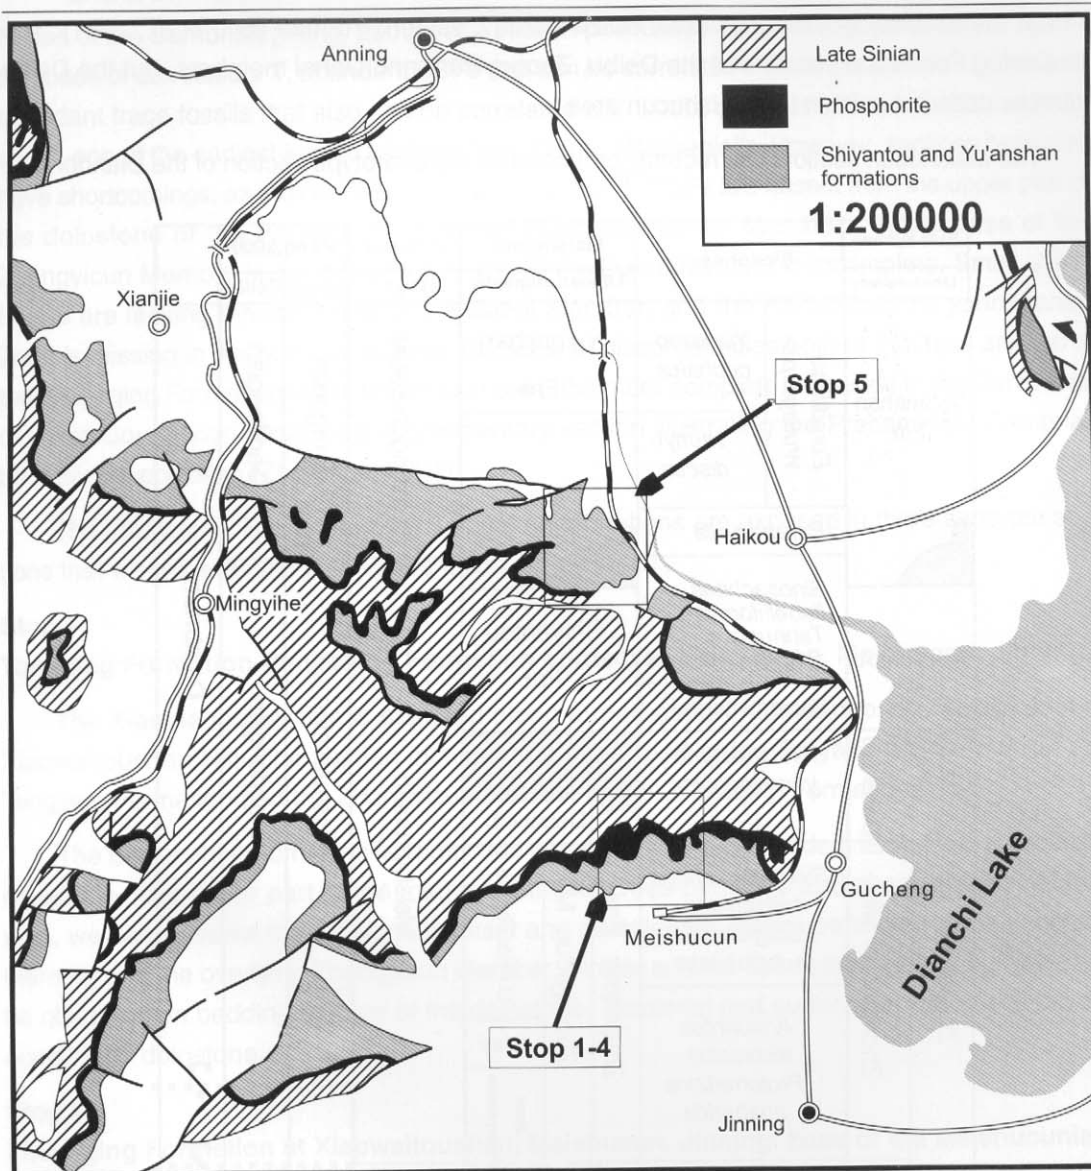 Anning
Late Sinian
Phosphorite
Shiyantou and Yu'anshan
formations
1:200000
Xianjie
Stop 5
Haikou
Mingyihe
Gucheng
Meishucun
Dianchi Lake
Stop 1-4
Jinning